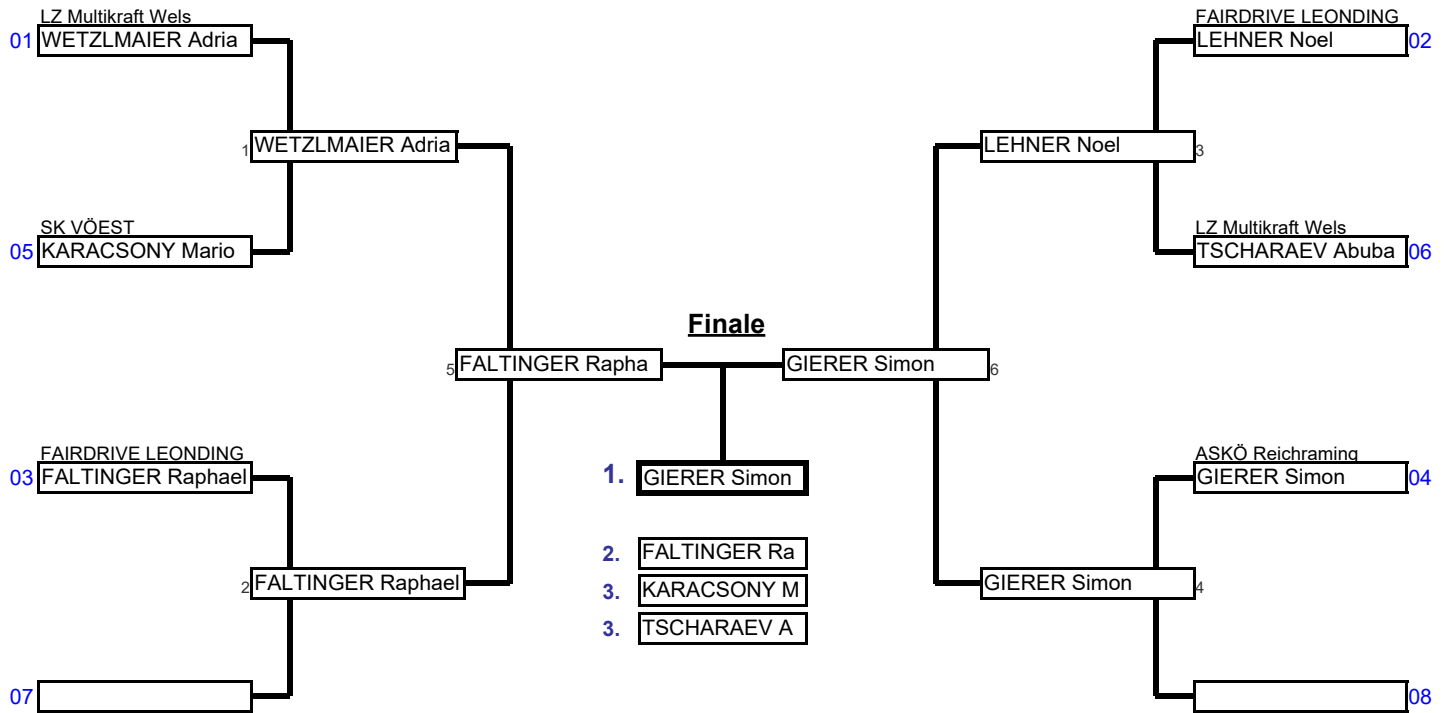 LZ Multikraft Wels
01 WETZLMAIER Adria
FAIRDRIVE LEONDING
LEHNER Noel 02
1 WETZLMAIER Adria
LEHNER Noel 3
SK VÖEST
05 KARACSONY Mario
LZ Multikraft Wels
TSCHARAEV Abuba 06
Finale
5 FALTINGER Rapha
GIERER Simon 6
FAIRDRIVE LEONDING
03 FALTINGER Raphael
1. GIERER Simon
ASKÖ Reichraming
GIERER Simon 04
2. FALTINGER Ra
2 FALTINGER Raphael
3. KARACSONY M
GIERER Simon 4
3. TSCHARAEV A
07
08